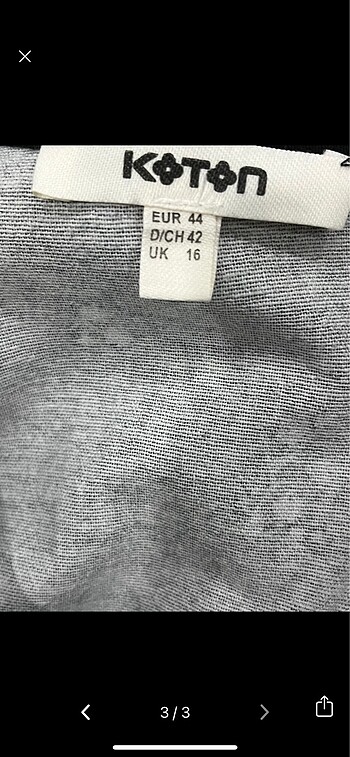 KOTON
EUR 44
D/CH 42
UK 16
3/3